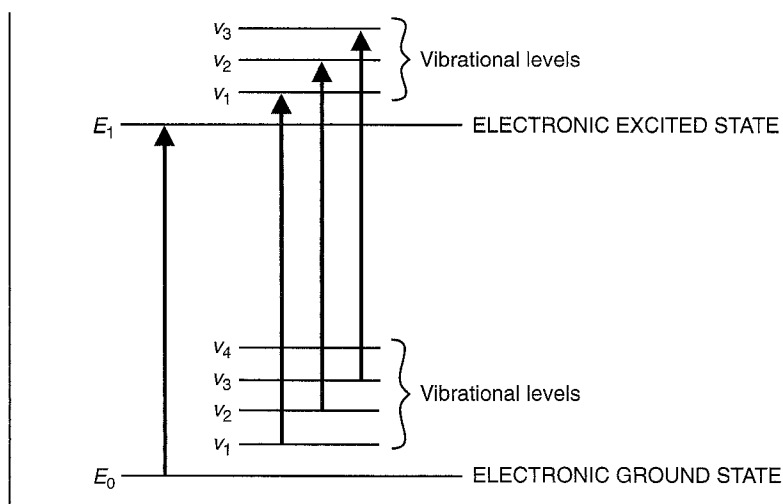 v3
v2
v1
Vibrational levels
E1
ELECTRONIC EXCITED STATE
v4
v3
v2
v1
Vibrational levels
E0
ELECTRONIC GROUND STATE